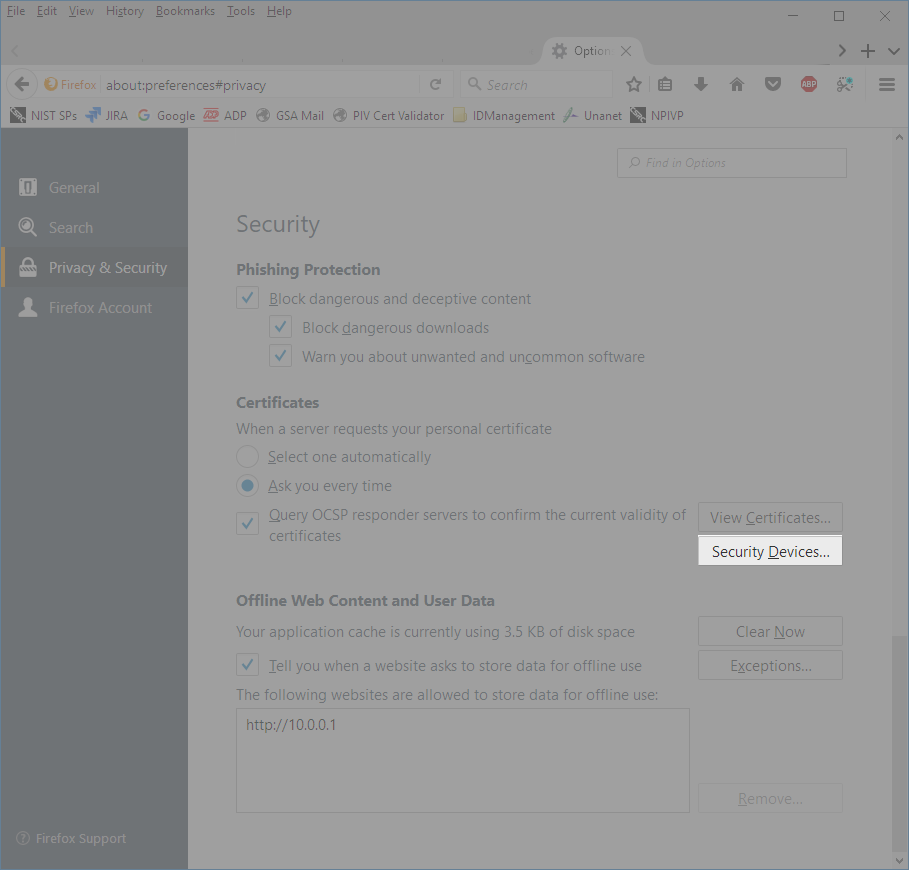 File Edit View History Bookmarks Tools Help
Option
Firefox about:preferences#privacy Search ABP
NIST SPs JIRA Google ADP GSA Mail PIV Cert Validator IDManagement Unanet NPIVP
Find in Options
General
Search
Privacy & Security
Firefox Account
Security
Phishing Protection
Block dangerous and deceptive content
Block dangerous downloads
Warn you about unwanted and uncommon software
Certificates
When a server requests your personal certificate
Select one automatically
Ask you every time
Query OCSP responder servers to confirm the current validity of
certificates
View Certificates...
Security Devices...
Offline Web Content and User Data
Your application cache is currently using 3.5 KB of disk space
Clear Now
Tell you when a website asks to store data for offline use
Exceptions...
The following websites are allowed to store data for offline use:
http://10.0.0.1
Remove...
Firefox Support